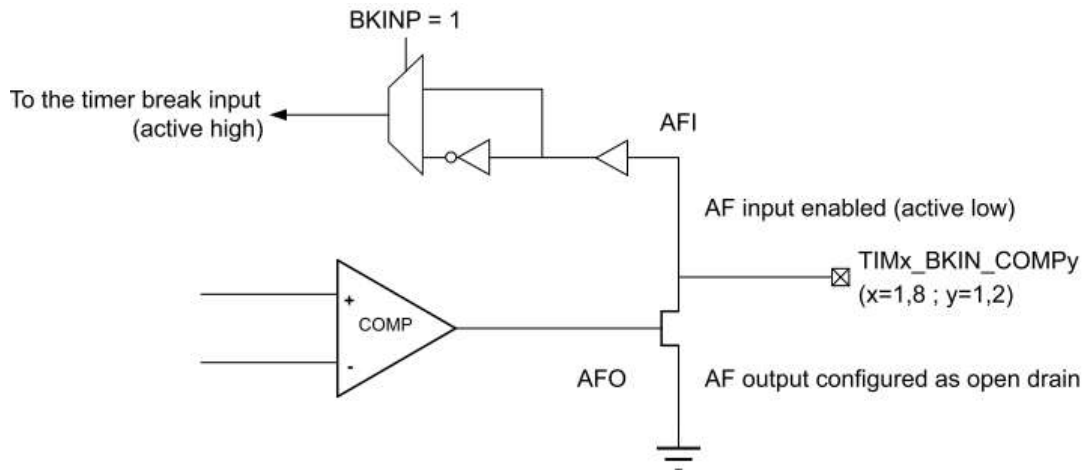 BKINP = 1
To the timer break input
(active high)
AFI
AF input enabled (active low)
TIMx_BKIN_COMPy
(x=1,8 ; y=1,2)
+
COMP
-
AFO
AF output configured as open drain